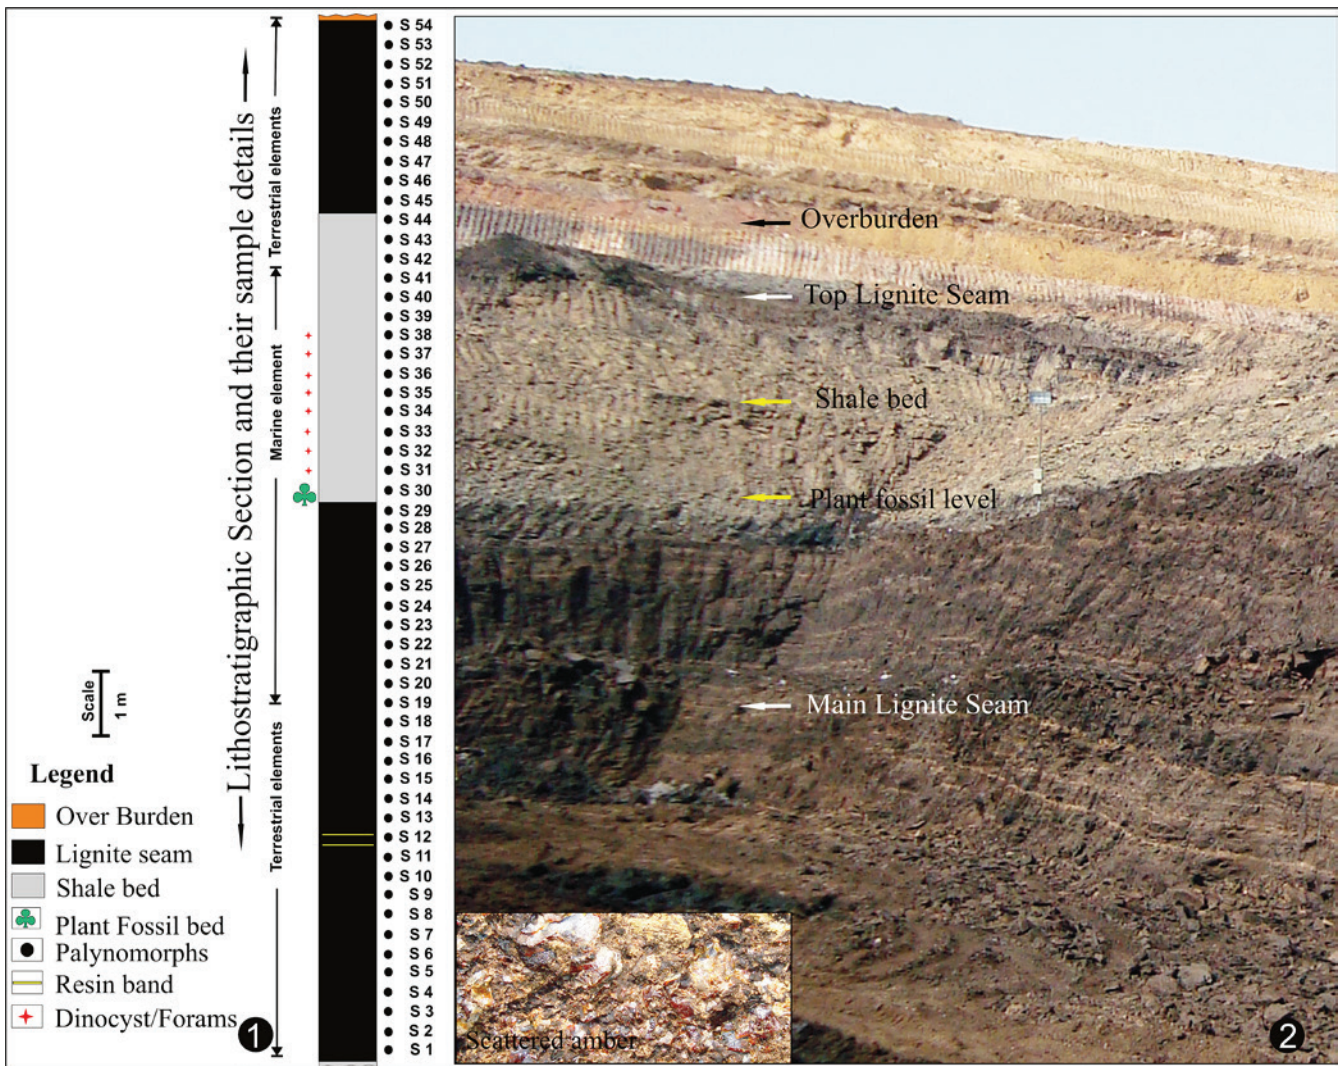 Lithostratigraphic Section and their sample details
Terrestrial elements
Marine element
Terrestrial elements
S 54
S 53
S 52
S 51
S 50
S 49
S 48
S 47
S 46
S 45
S 44
S 43
S 42
S 41
S 40
S 39
S 38
S 37
S 36
S 35
S 34
S 33
S 32
S 31
S 30
S 29
S 28
S 27
S 26
S 25
S 24
S 23
S 22
S 21
S 20
S 19
S 18
S 17
S 16
S 15
S 14
S 13
S 12
S 11
S 10
S 9
S 8
S 7
S 6
S 5
S 4
S 3
S 2
S 1
Scale
1 m
Legend
Over Burden
Lignite seam
Shale bed
Plant Fossil bed
Palynomorphs
Resin band
Dinocyst/Forams
1
Overburden
Top Lignite Seam
Shale bed
Plant fossil level
Main Lignite Seam
Scattered amber
2